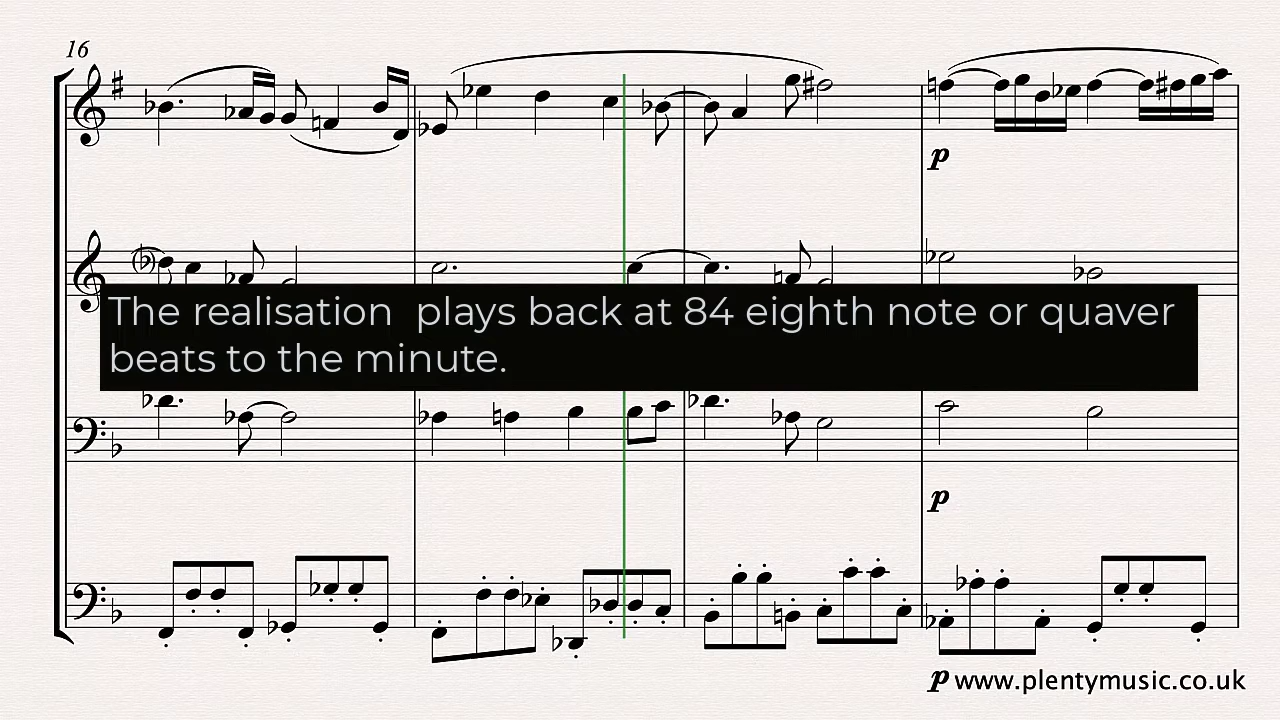 16
p
The realisation  plays back at 84 eighth note or quaver
beats to the minute.
p
p www.plentymusic.co.uk